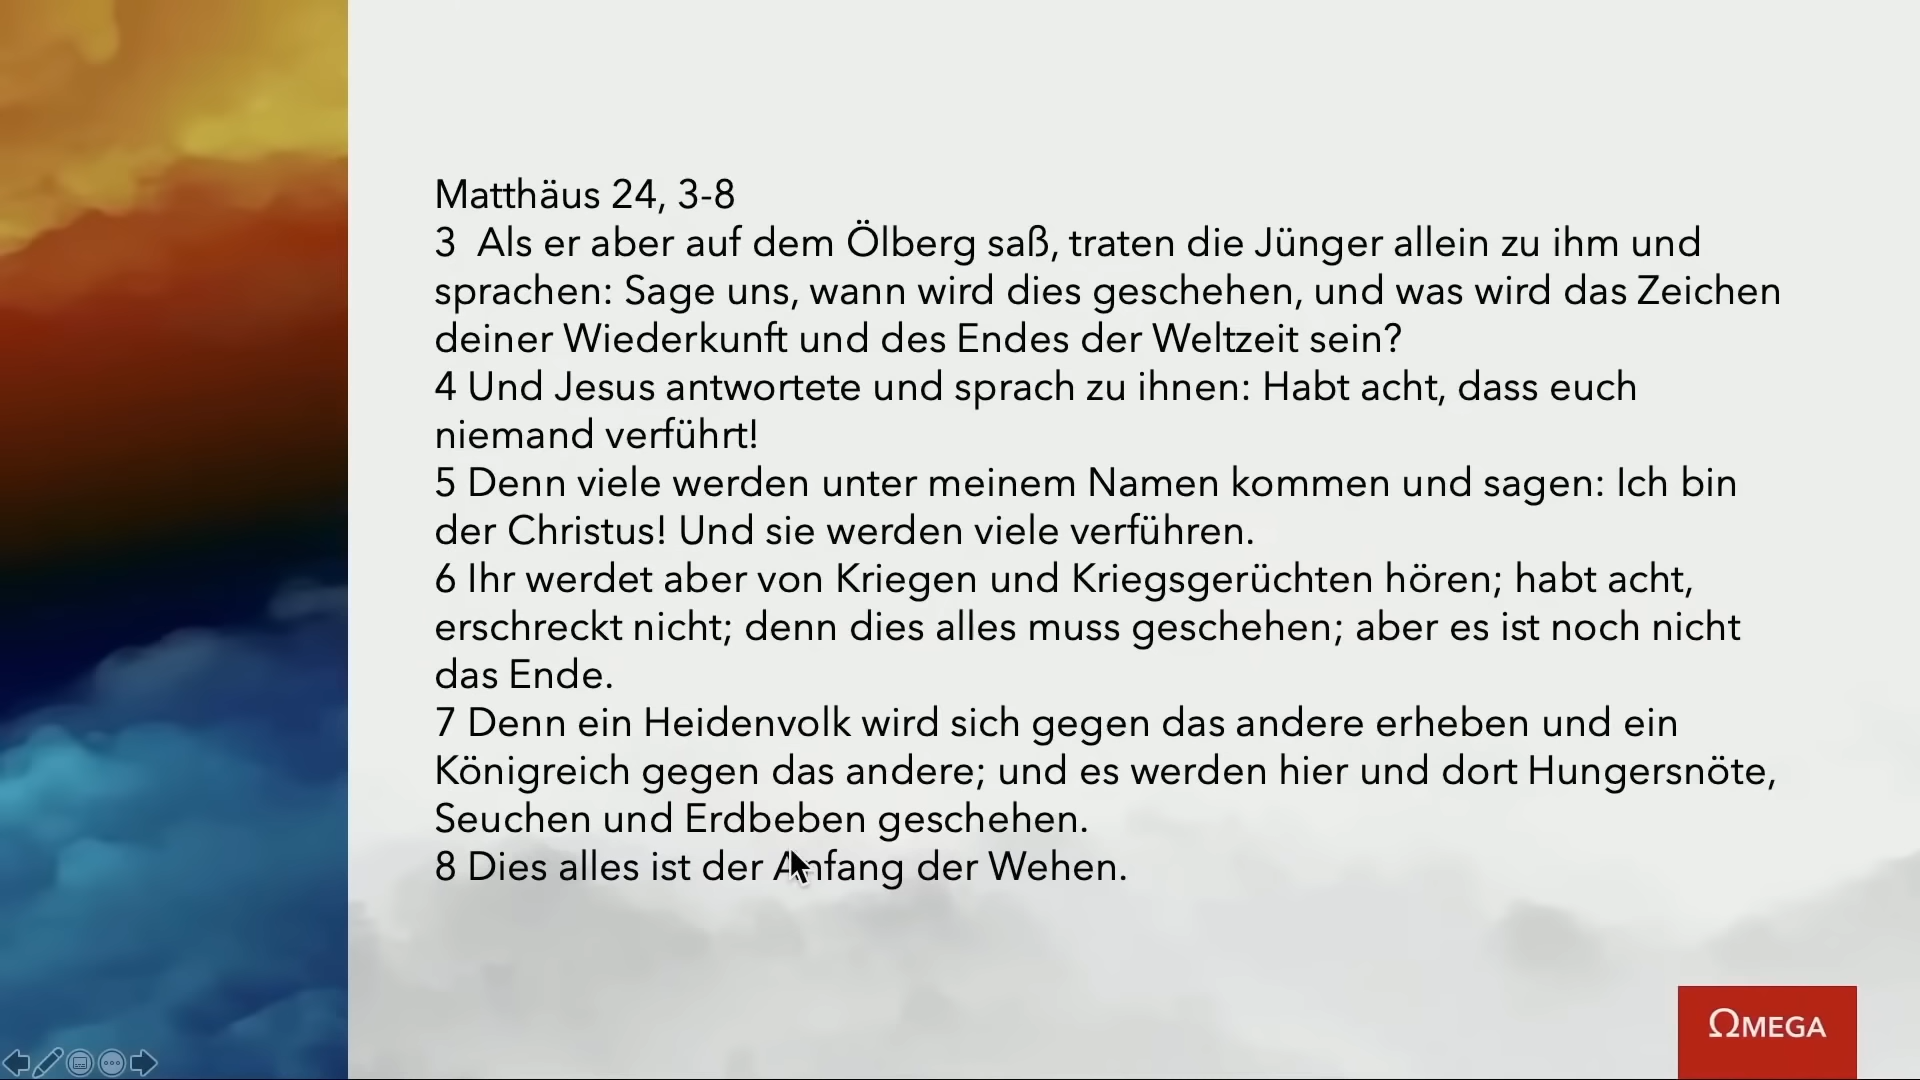 Matthäus 24, 3-8
3 Als er aber auf dem Ölberg saß, traten die Jünger allein zu ihm und
sprachen: Sage uns, wann wird dies geschehen, und was wird das Zeichen
deiner Wiederkunft und des Endes der Weltzeit sein?
4 Und Jesus antwortete und sprach zu ihnen: Habt acht, dass euch
niemand verführt!
5 Denn viele werden unter meinem Namen kommen und sagen: Ich bin
der Christus! Und sie werden viele verführen.
6 Ihr werdet aber von Kriegen und Kriegsgerüchten hören; habt acht,
erschreckt nicht; denn dies alles muss geschehen; aber es ist noch nicht
das Ende.
7 Denn ein Heidenvolk wird sich gegen das andere erheben und ein
Königreich gegen das andere; und es werden hier und dort Hungersnöte,
Seuchen und Erdbeben geschehen.
8 Dies alles ist der Anfang der Wehen.
ΩMEGA